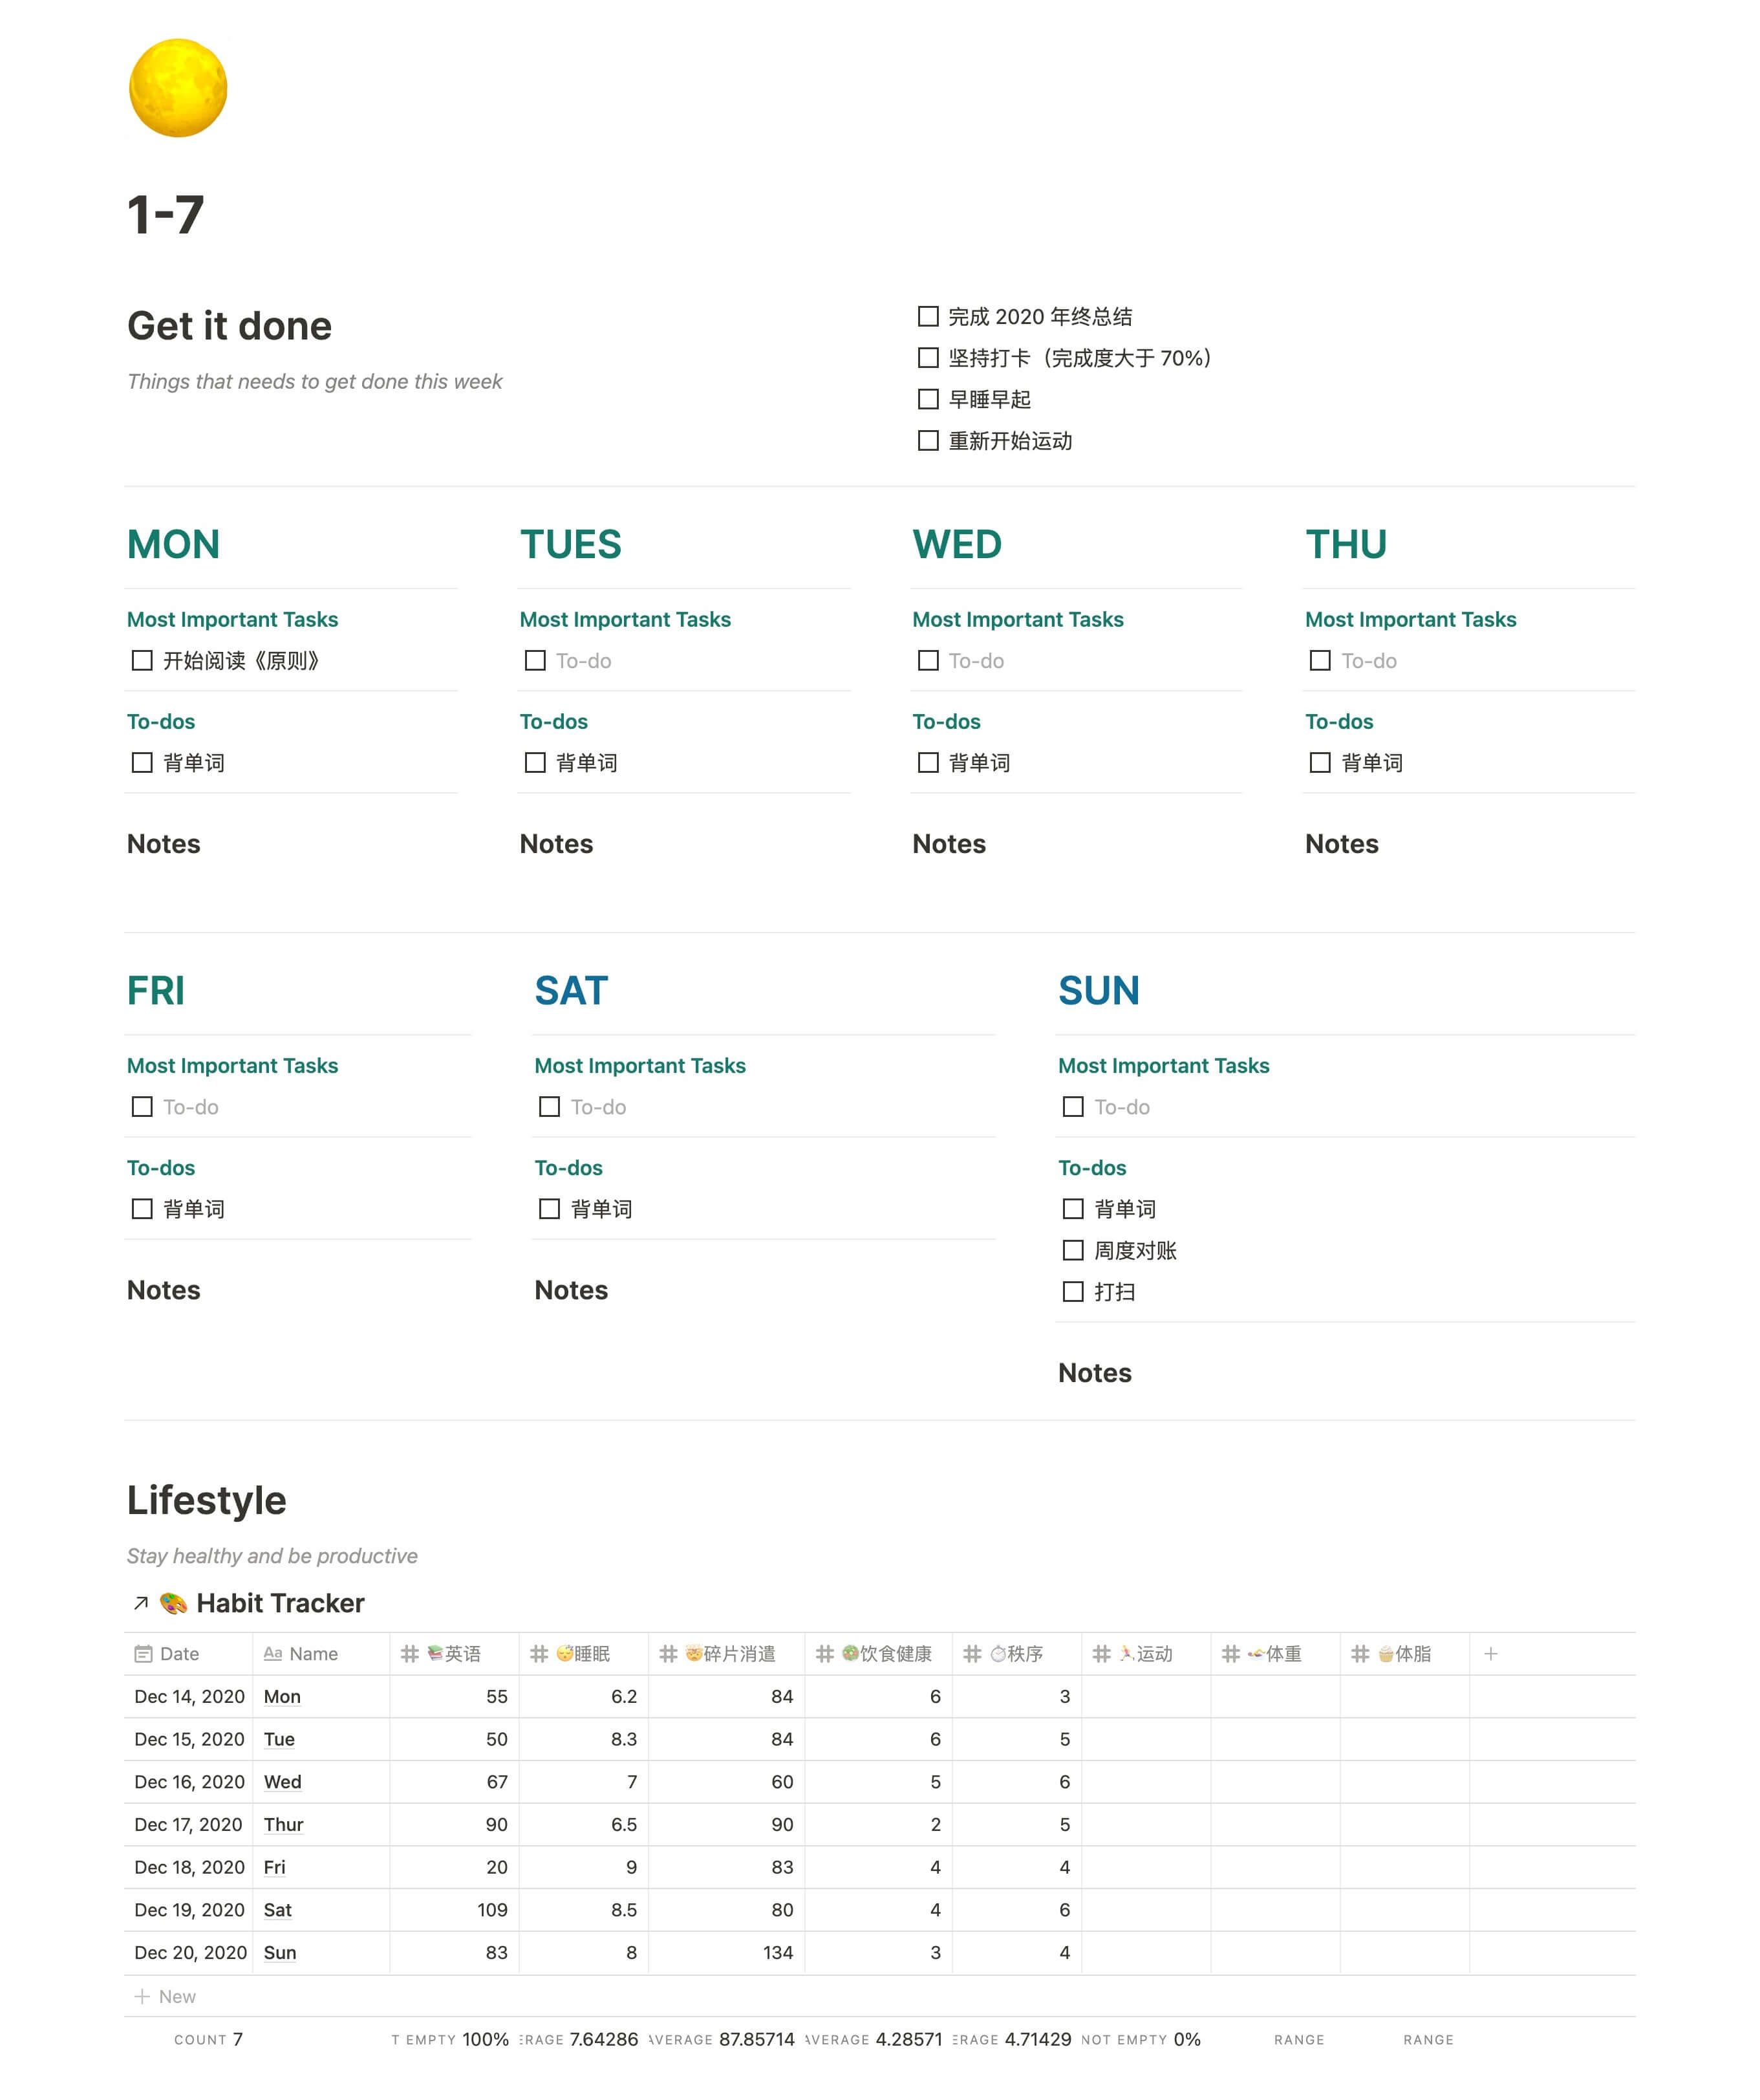 1-7
Get it done
Things that needs to get done this week
完成 2020 年终总结
坚持打卡（完成度大于 70%）
早睡早起
重新开始运动
MON
Most Important Tasks
开始阅读《原则》
To-dos
背单词
Notes
TUES
Most Important Tasks
To-do
To-dos
背单词
Notes
WED
Most Important Tasks
To-do
To-dos
背单词
Notes
THU
Most Important Tasks
To-do
To-dos
背单词
Notes
FRI
Most Important Tasks
To-do
To-dos
背单词
Notes
SAT
Most Important Tasks
To-do
To-dos
背单词
Notes
SUN
Most Important Tasks
To-do
To-dos
背单词
周度对账
打扫
Notes
Lifestyle
Stay healthy and be productive
Habit Tracker
Date Aa Name # 英语 # 睡眠 # 碎片消遣 # 饮食健康 # 秩序 # 运动 # 体重 # 体脂 +
Dec 14, 2020 Mon 55 6.2 84 6 3
Dec 15, 2020 Tue 50 8.3 84 6 5
Dec 16, 2020 Wed 67 7 60 5 6
Dec 17, 2020 Thur 90 6.5 90 2 5
Dec 18, 2020 Fri 20 9 83 4 4
Dec 19, 2020 Sat 109 8.5 80 4 6
Dec 20, 2020 Sun 83 8 134 3 4
+ New
COUNT 7 T EMPTY 100% ERAGE 7.64286 AVERAGE 87.85714 AVERAGE 4.28571 ERAGE 4.71429 NOT EMPTY 0% RANGE RANGE